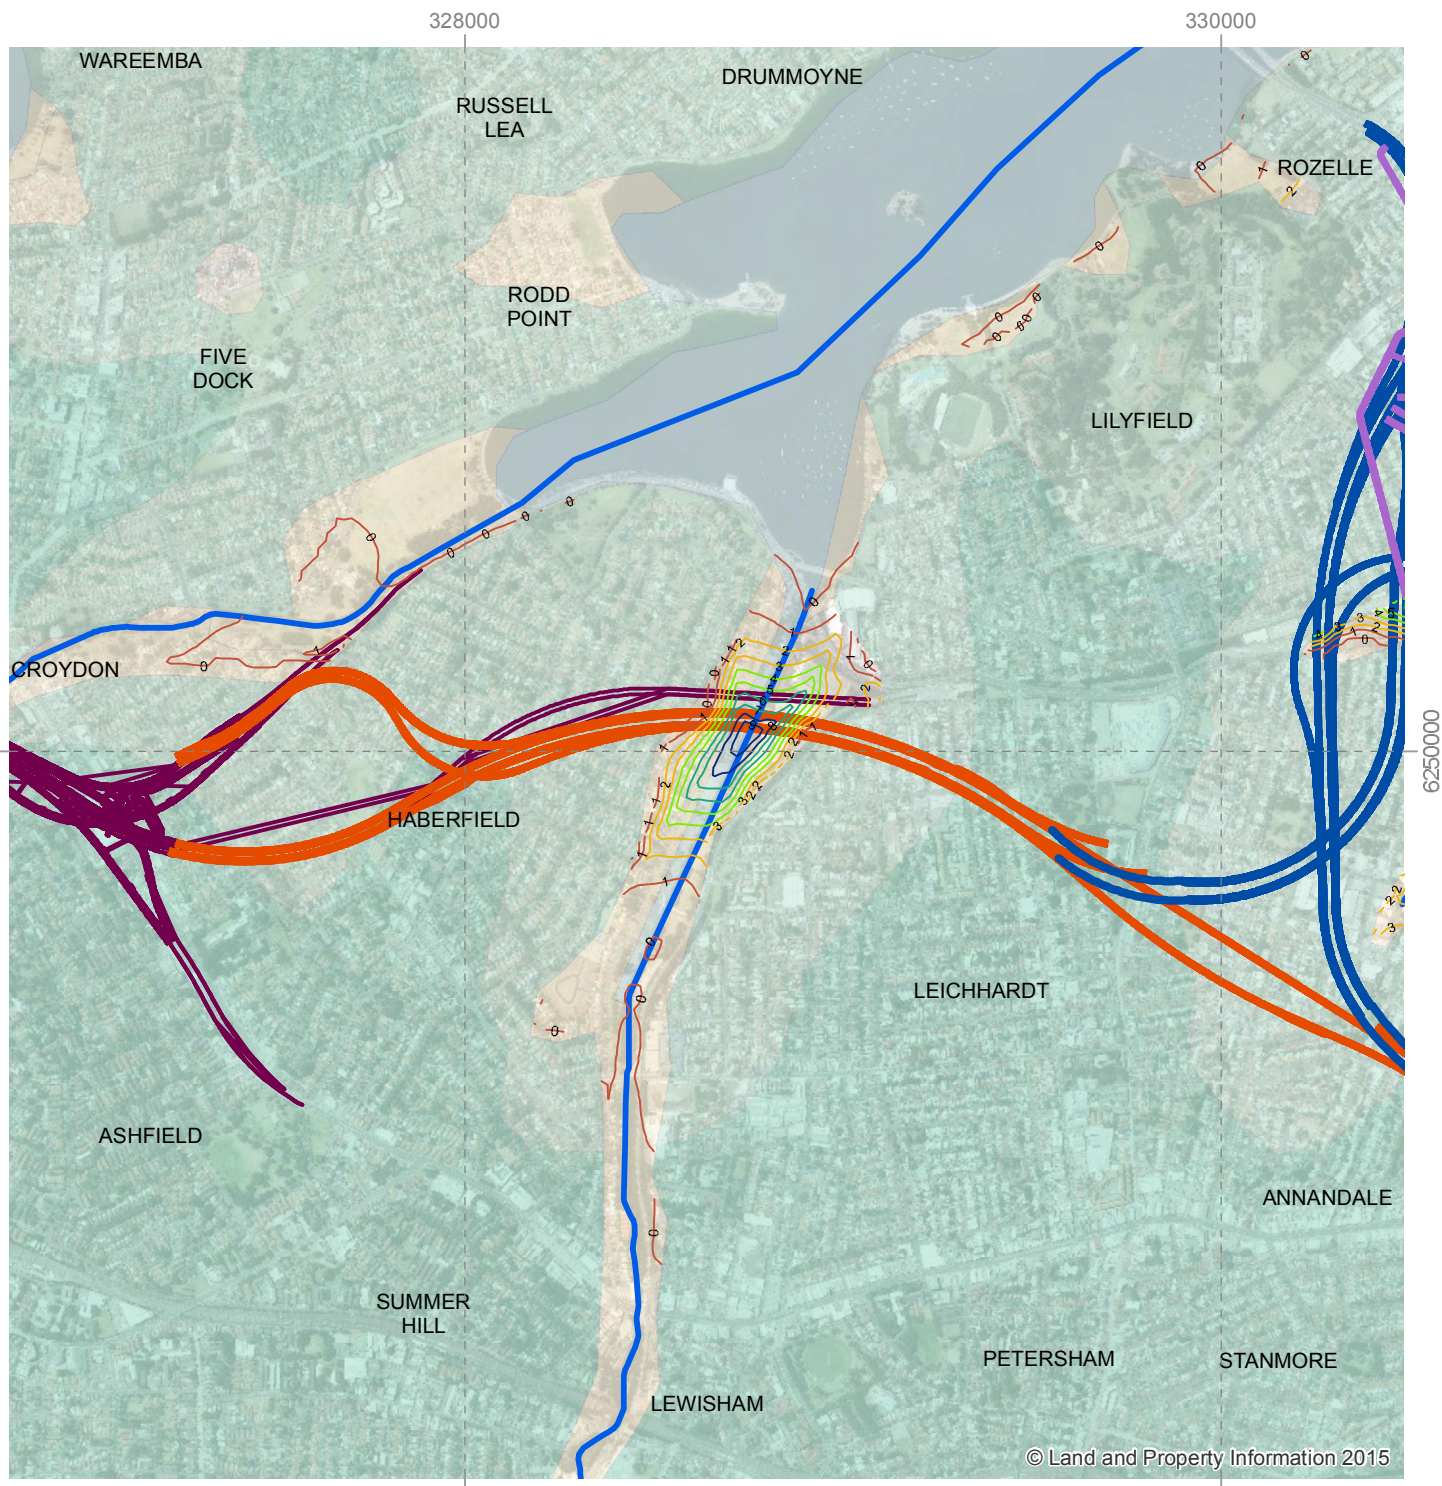 328000
330000
WAREEMBA
DRUMMOYNE
RUSSELL
LEA
ROZELLE
RODD
POINT
FIVE
DOCK
LILYFIELD
CROYDON
6250000
HABERFIELD
LEICHHARDT
ASHFIELD
ANNANDALE
SUMMER
HILL
PETERSHAM
STANMORE
LEWISHAM
© Land and Property Information 2015